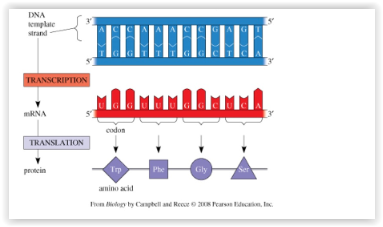 DNA
template
strand
3' 5'
A C C A A A C C G A G T
T G G T T T G G C T C A
5' 3'
TRANSCRIPTION
U G G U U U G G C U C A
mRNA
5' 3'
codon
TRANSLATION
protein
Trp Phe Gly Ser
amino acid
From Biology by Campbell and Reece © 2008 Pearson Education, Inc.